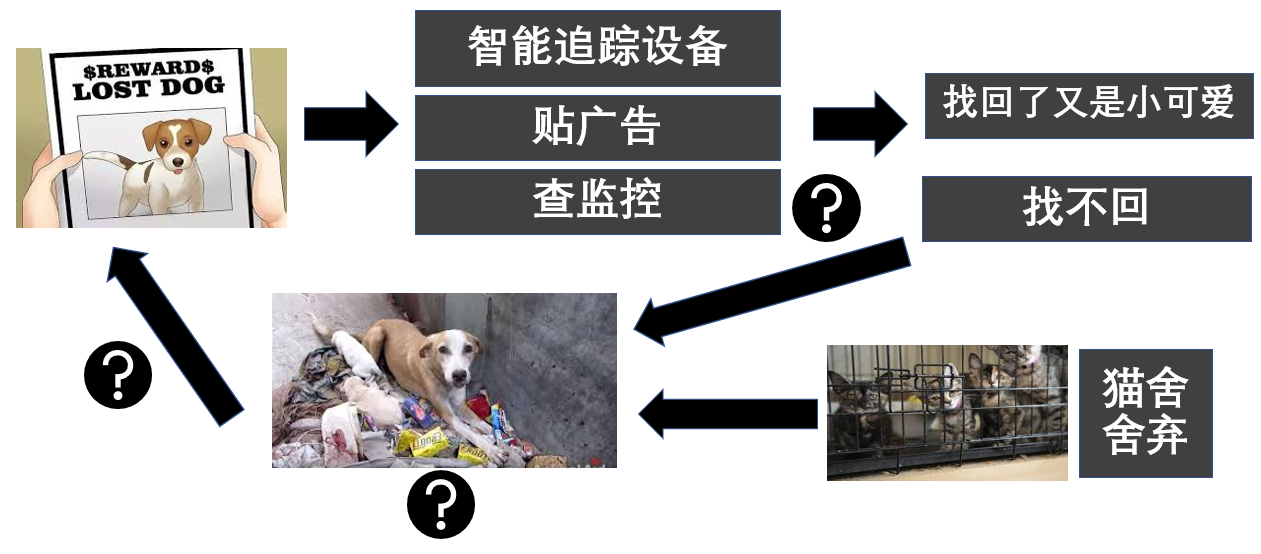 $REWARD$
LOST DOG
智能追踪设备
贴广告
查监控
找回了又是小可爱
找不回
?
?
?
猫舍
舍弃